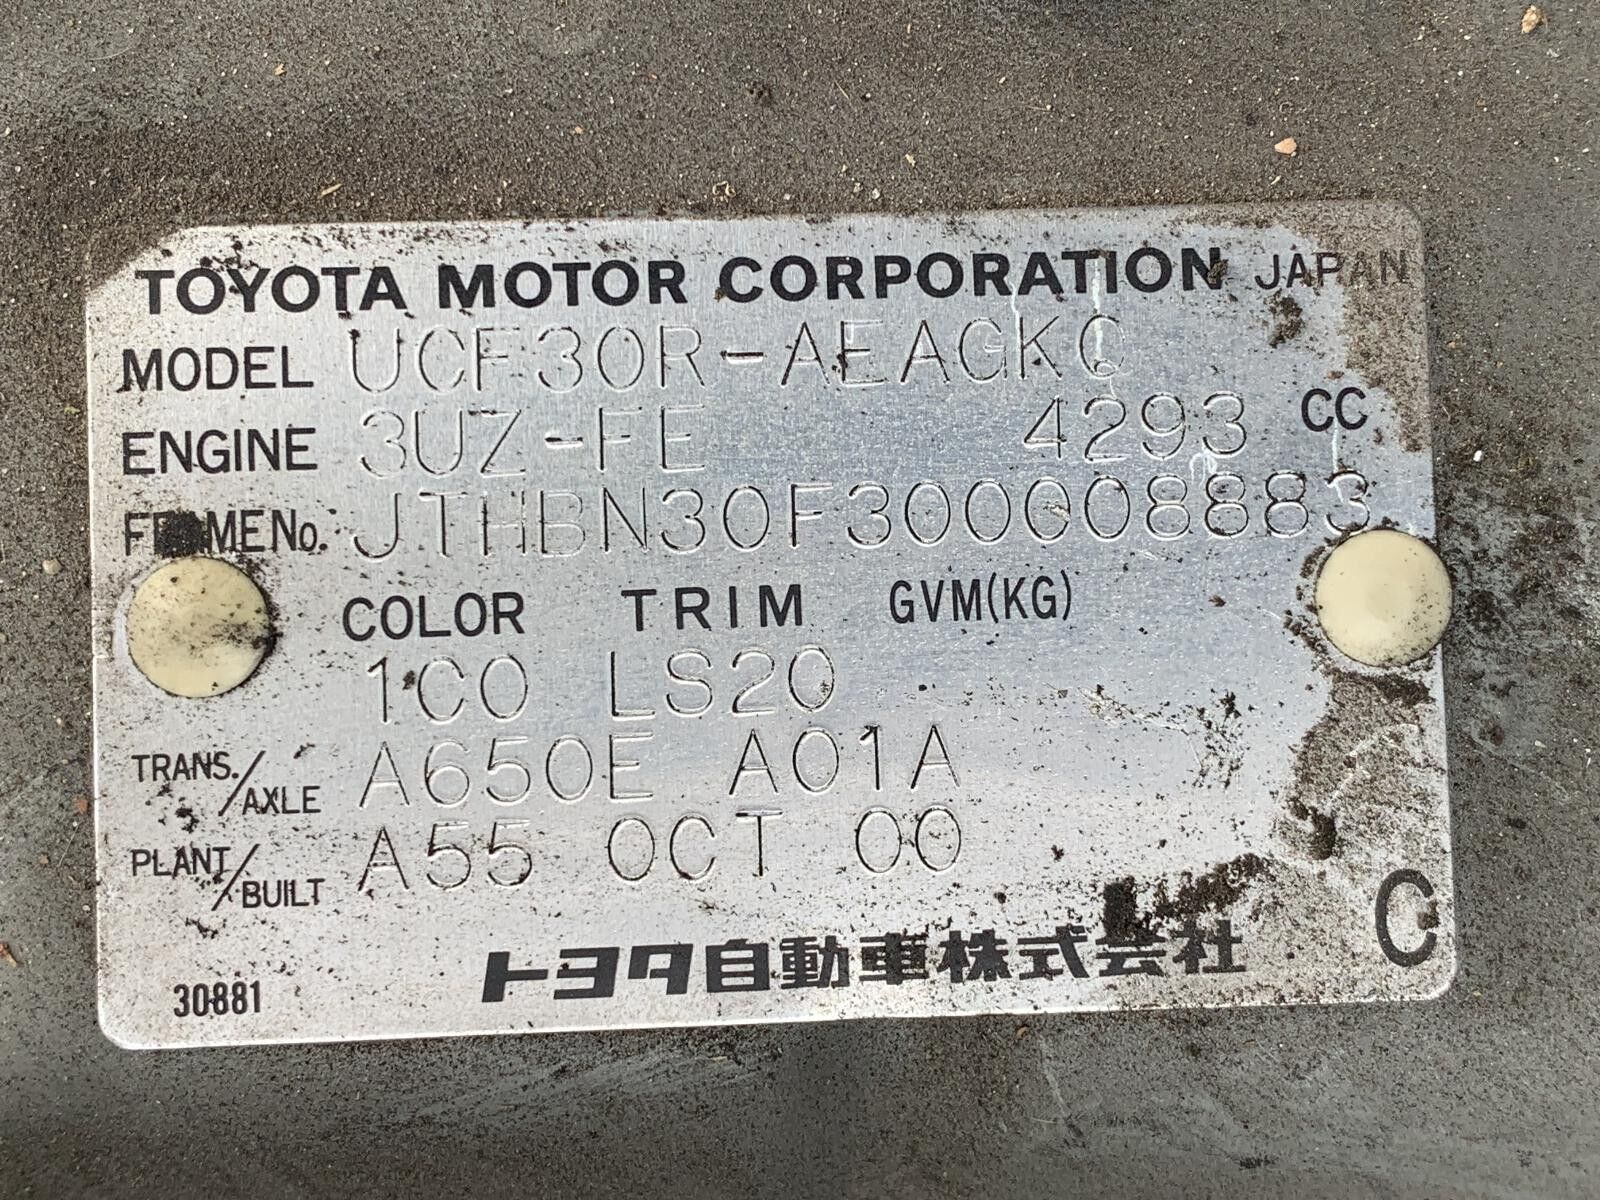 TOYOTA MOTOR CORPORATION JAPAN
MODEL UCF30R-AEAGKC
ENGINE 3UZ-FE 4293 CC
FRAME No. JTHBN30F300008883
COLOR TRIM GVM(KG)
1C0 LS20
TRANS./AXLE A650E A01A
PLANT/BUILT A55 OCT 00
トヨタ自動車株式会社 C
30881